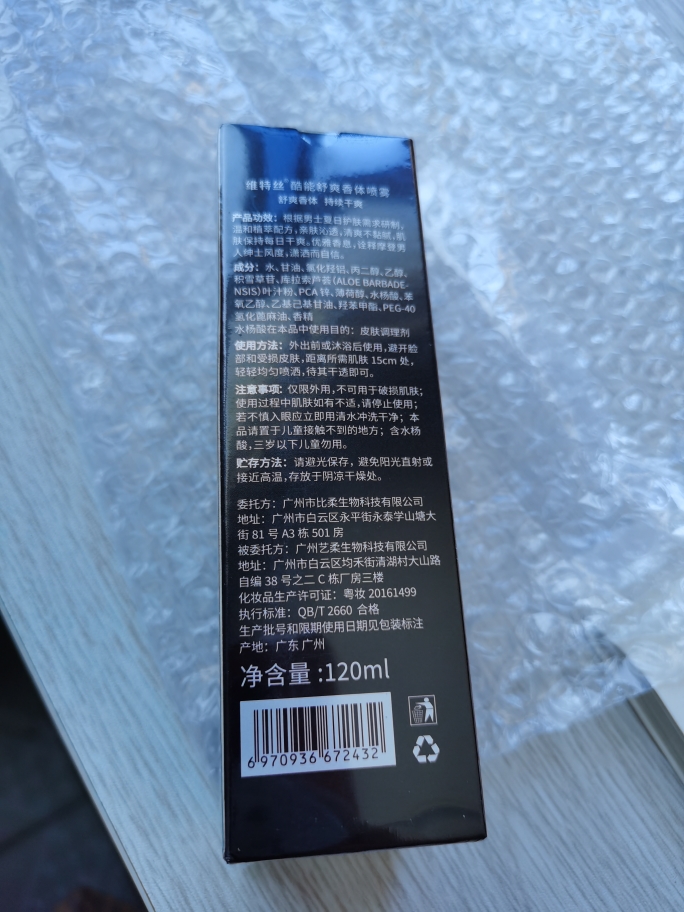 维特丝® 酷能舒爽香体喷雾
舒爽香体 持续干爽
产品功效：根据男士夏日护肤需求研制,
温和植萃配方,亲肤沁透,清爽不黏腻,肌
肤保持每日干爽。优雅香息,诠释摩登男
人绅士风度,潇洒而自信。
成分：水、甘油、氯化羟铝、丙二醇、乙醇、
积雪草苷、库拉索芦荟(ALOE BARBADE-
NSIS)叶汁粉、PCA 锌、薄荷醇、水杨酸、苯
氧乙醇、乙基己基甘油、羟苯甲酯、PEG-40
氢化蓖麻油、香精
水杨酸在本品中使用目的：皮肤调理剂
使用方法：外出前或沐浴后使用,避开脸
部和受损皮肤,距离所需肌肤 15cm 处,
轻轻均匀喷洒,待其干透即可。
注意事项：仅限外用,不可用于破损肌肤；
使用过程中肌肤如有不适,请停止使用；
若不慎入眼应立即用清水冲洗干净；本
品请置于儿童接触不到的地方；含水杨
酸,三岁以下儿童勿用。
贮存方法：请避光保存，避免阳光直射或
接近高温,存放于阴凉干燥处。
委托方：广州市比柔生物科技有限公司
地址：广州市白云区永平街永泰学山塘大
街 81 号 A3 栋 501 房
被委托方：广州艺柔生物科技有限公司
地址：广州市白云区均禾街清湖村大山路
自编 38 号之二 C 栋厂房三楼
化妆品生产许可证：粤妆 20161499
执行标准：QB/T 2660 合格
生产批号和限期使用日期见包装标注
产地：广东 广州
净含量 :120ml
6 970936 672432